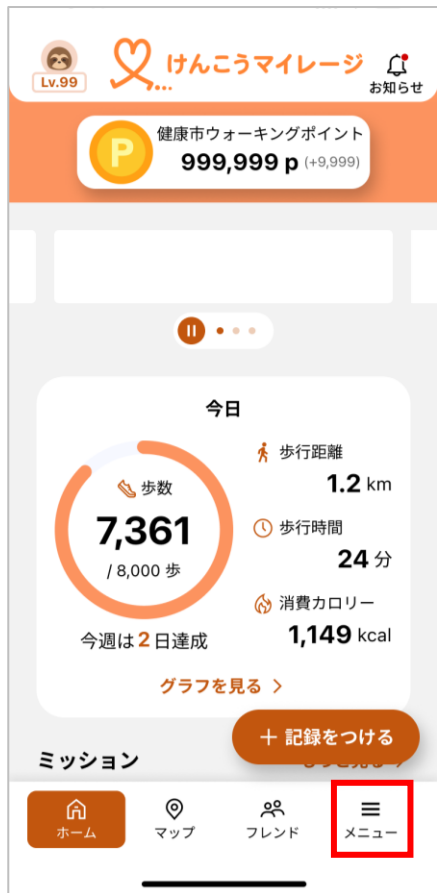 Lv.99
けんこうマイレージ
お知らせ
P
健康市ウォーキングポイント
999,999 p (+9,999)
今日
歩数
7,361
/ 8,000 歩
今週は2日達成
歩行距離
1.2 km
歩行時間
24 分
消費カロリー
1,149 kcal
グラフを見る >
+ 記録をつける
ミッション
ホーム
マップ
フレンド
メニュー